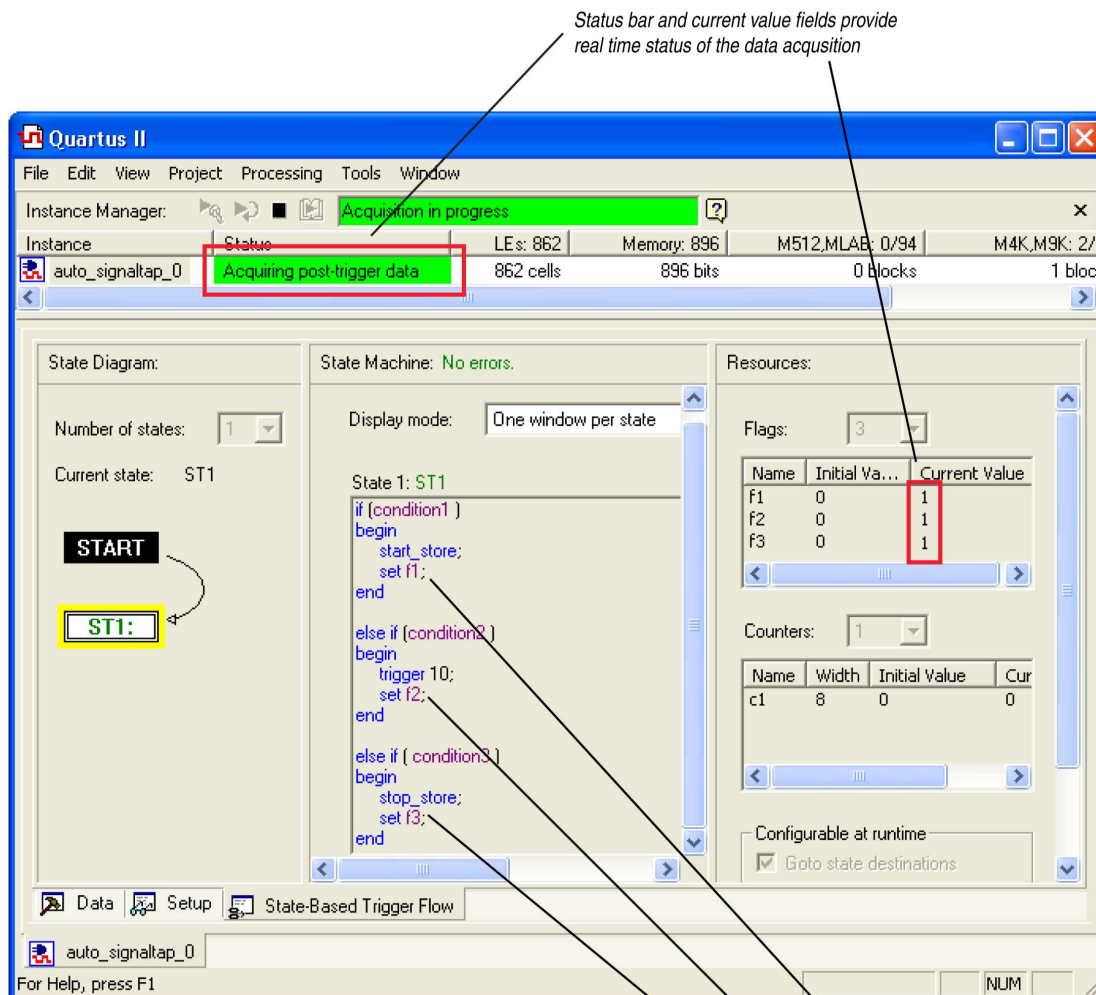 Status bar and current value fields provide
real time status of the data acqusition
Quartus II
File Edit View Project Processing Tools Window
Instance Manager: Acquisition in progress
Instance Status LEs: 862 Memory: 896 M512,MLAB: 0/94 M4K,M9K: 2/
auto_signaltap_0 Acquiring post-trigger data 862 cells 896 bits 0 blocks 1 bloc
State Diagram:
Number of states: 1
Current state: ST1
START
ST1:
State Machine: No errors.
Display mode: One window per state
State 1: ST1
if (condition1 )
begin
start_store;
set f1;
end
else if (condition2 )
begin
trigger 10;
set f2;
end
else if ( condition3 )
begin
stop_store;
set f3;
end
Resources:
Flags: 3
Name Initial Va... Current Value
f1 0 1
f2 0 1
f3 0 1
Counters: 1
Name Width Initial Value Cur
c1 8 0 0
Configurable at runtime
Goto state destinations
Data Setup State-Based Trigger Flow
auto_signaltap_0
For Help, press F1 NUM